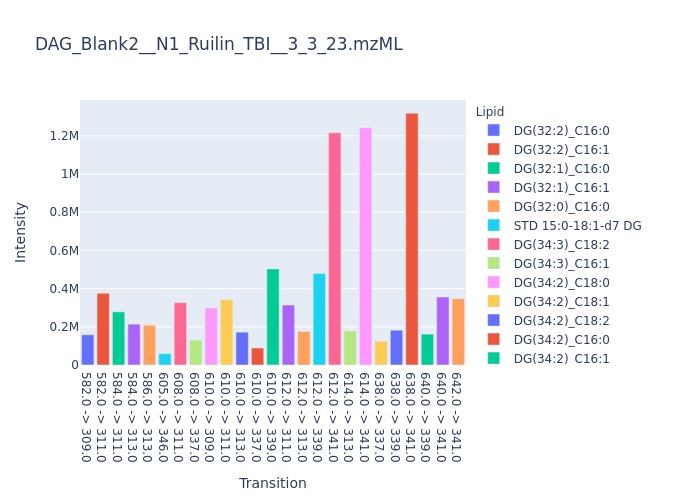 DAG_Blank2__N1_Ruilin_TBI__3_3_23.mzML
Lipid
DG(32:2)_C16:0
DG(32:2)_C16:1
DG(32:1)_C16:0
DG(32:1)_C16:1
DG(32:0)_C16:0
STD 15:0-18:1-d7 DG
DG(34:3)_C18:2
DG(34:3)_C16:1
DG(34:2)_C18:0
DG(34:2)_C18:1
DG(34:2)_C18:2
DG(34:2)_C16:0
DG(34:2)_C16:1
Intensity
1.2M
1M
0.8M
0.6M
0.4M
0.2M
0
582.0 -> 309.0
582.0 -> 311.0
584.0 -> 311.0
584.0 -> 313.0
586.0 -> 313.0
605.0 -> 346.0
608.0 -> 311.0
608.0 -> 337.0
610.0 -> 309.0
610.0 -> 311.0
610.0 -> 313.0
610.0 -> 337.0
610.0 -> 339.0
612.0 -> 311.0
612.0 -> 313.0
612.0 -> 339.0
612.0 -> 341.0
614.0 -> 313.0
614.0 -> 341.0
638.0 -> 337.0
638.0 -> 339.0
638.0 -> 341.0
640.0 -> 339.0
640.0 -> 341.0
642.0 -> 341.0
Transition